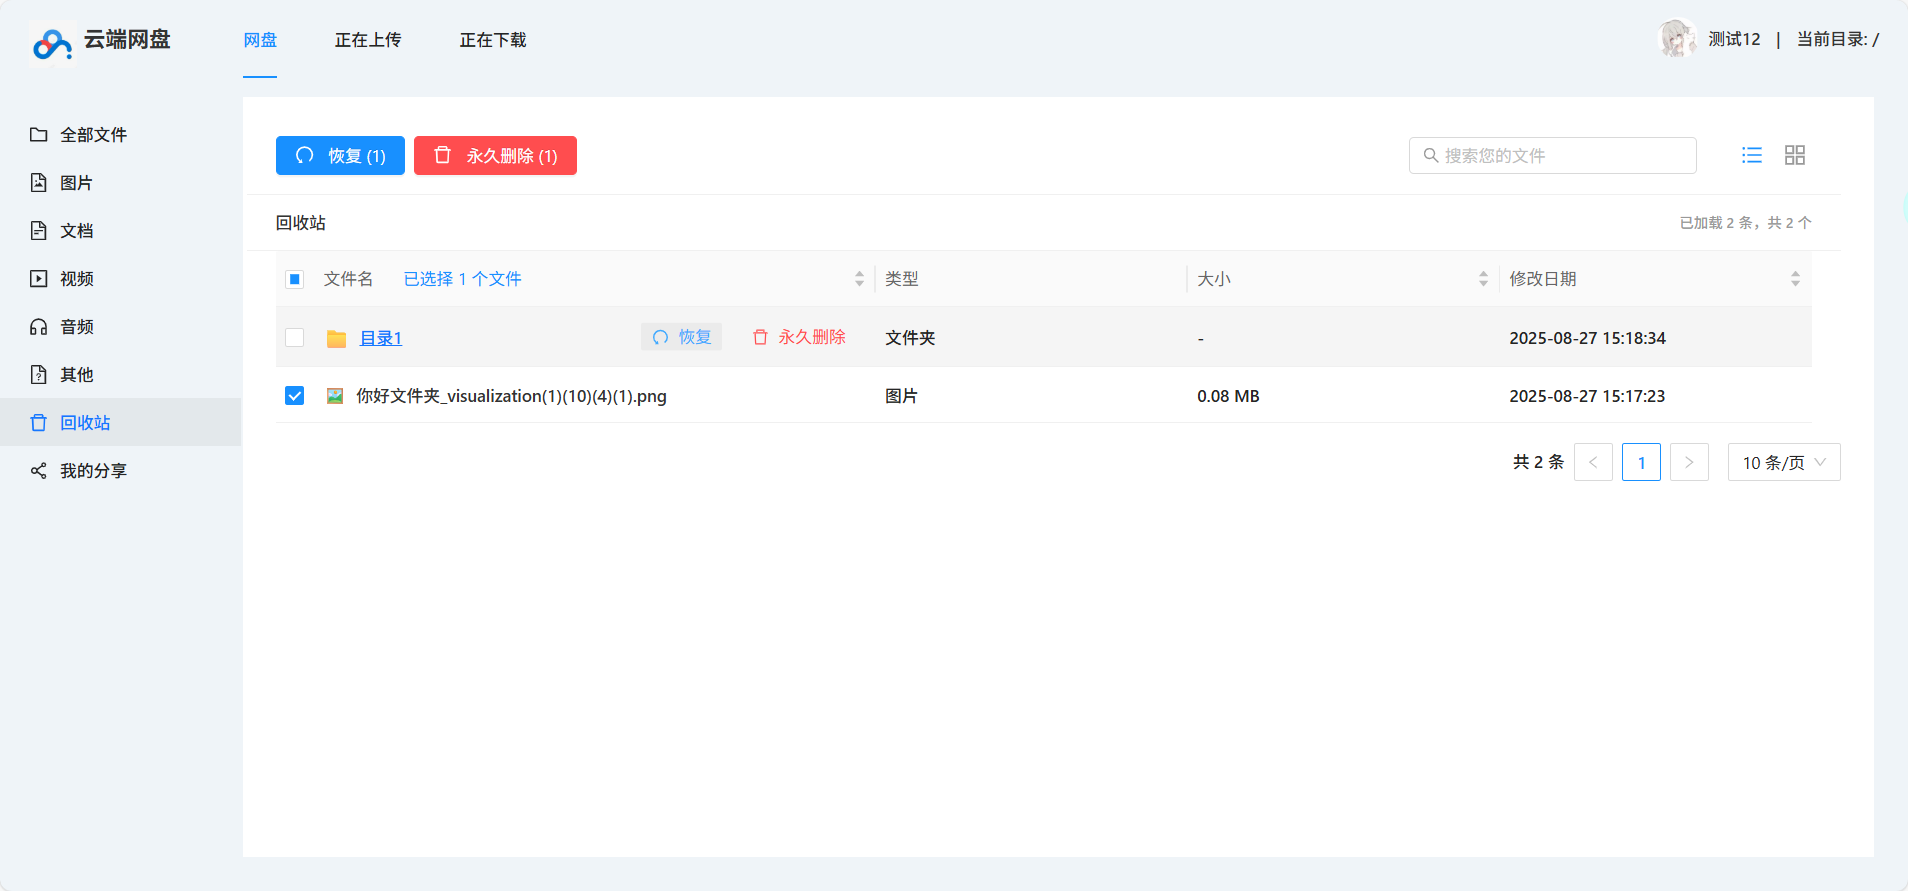 云端网盘
网盘 正在上传 正在下载
测试12 | 当前目录: /
全部文件
图片
文档
视频
音频
其他
回收站
我的分享
恢复 (1) 永久删除 (1)
搜索您的文件
回收站
已加载 2 条，共 2 个
文件名 已选择 1 个文件 类型 大小 修改日期
目录1 恢复 永久删除 文件夹 - 2025-08-27 15:18:34
你好文件夹_visualization(1)(10)(4)(1).png 图片 0.08 MB 2025-08-27 15:17:23
共 2 条 < 1 > 10 条/页